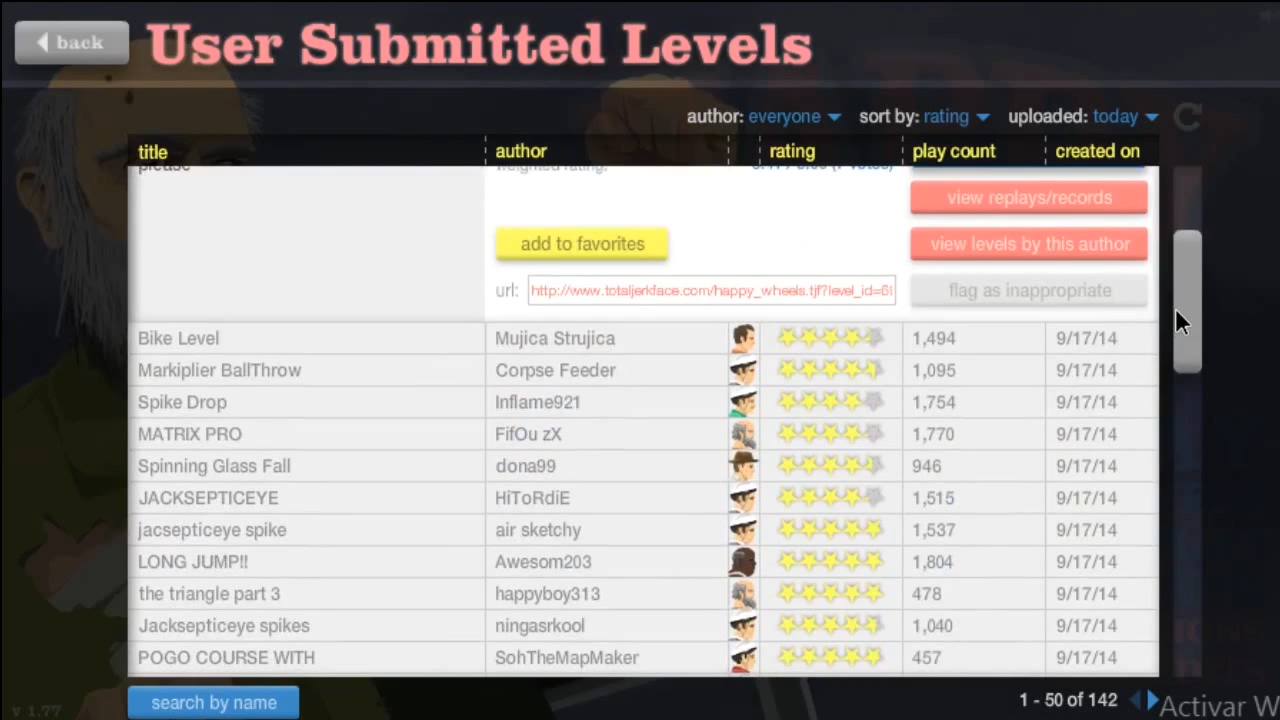 back
User Submitted Levels
author: everyone sort by: rating uploaded: today
title author rating play count created on
please weighted rating:
view replays/records
add to favorites view levels by this author
url: http://www.totaljerkface.com/happy_wheels.tjf?level_id=6 flag as inappropriate
Bike Level Mujica Strujica 1,494 9/17/14
Markiplier BallThrow Corpse Feeder 1,095 9/17/14
Spike Drop Inflame921 1,754 9/17/14
MATRIX PRO FifOu zX 1,770 9/17/14
Spinning Glass Fall dona99 946 9/17/14
JACKSEPTICEYE HiToRdiE 1,515 9/17/14
jacsepticeye spike air sketchy 1,537 9/17/14
LONG JUMP!! Awesom203 1,804 9/17/14
the triangle part 3 happyboy313 478 9/17/14
Jacksepticeye spikes ningasrkool 1,040 9/17/14
POGO COURSE WITH SohTheMapMaker 457 9/17/14
search by name 1 - 50 of 142 Activar W
v 1.77